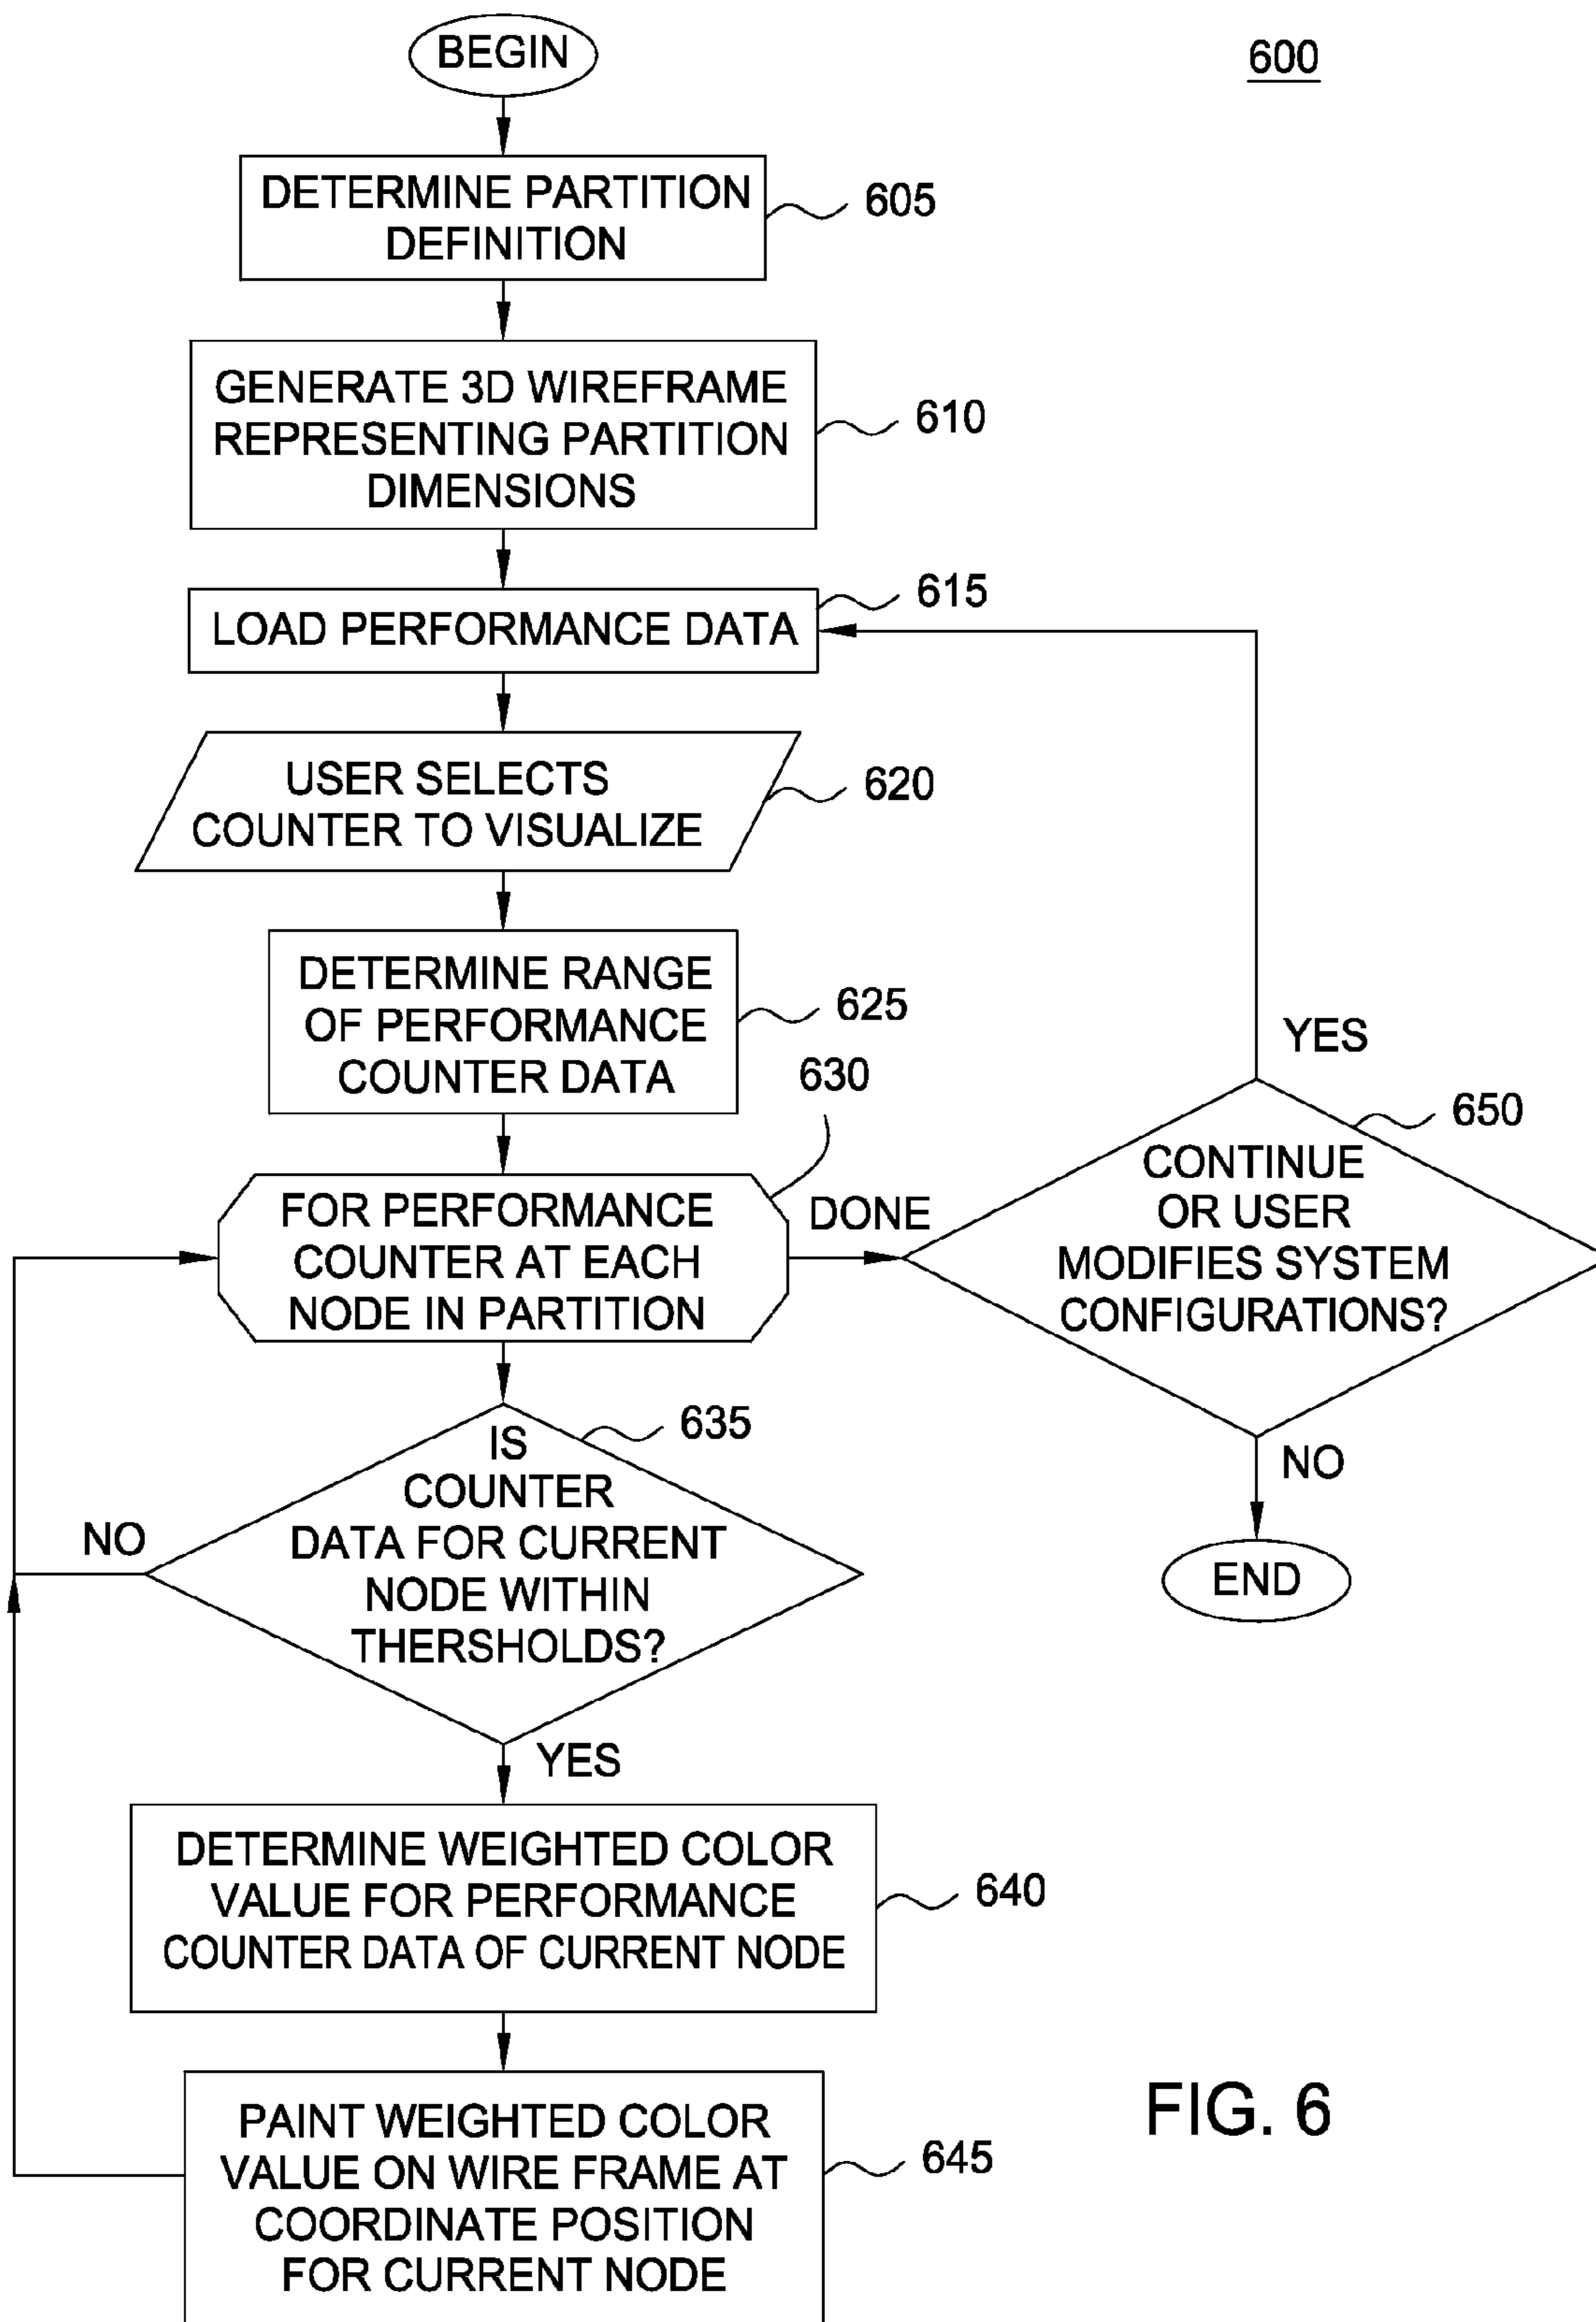 BEGIN
600
DETERMINE PARTITION
DEFINITION
605
GENERATE 3D WIREFRAME
REPRESENTING PARTITION
DIMENSIONS
610
LOAD PERFORMANCE DATA
615
USER SELECTS
COUNTER TO VISUALIZE
620
DETERMINE RANGE
OF PERFORMANCE
COUNTER DATA
625
630
FOR PERFORMANCE
COUNTER AT EACH
NODE IN PARTITION
DONE
YES
650
CONTINUE
OR USER
MODIFIES SYSTEM
CONFIGURATIONS?
NO
END
635
IS
COUNTER
DATA FOR CURRENT
NODE WITHIN
THERSHOLDS?
NO
YES
DETERMINE WEIGHTED COLOR
VALUE FOR PERFORMANCE
COUNTER DATA OF CURRENT NODE
640
PAINT WEIGHTED COLOR
VALUE ON WIRE FRAME AT
COORDINATE POSITION
FOR CURRENT NODE
645
FIG. 6